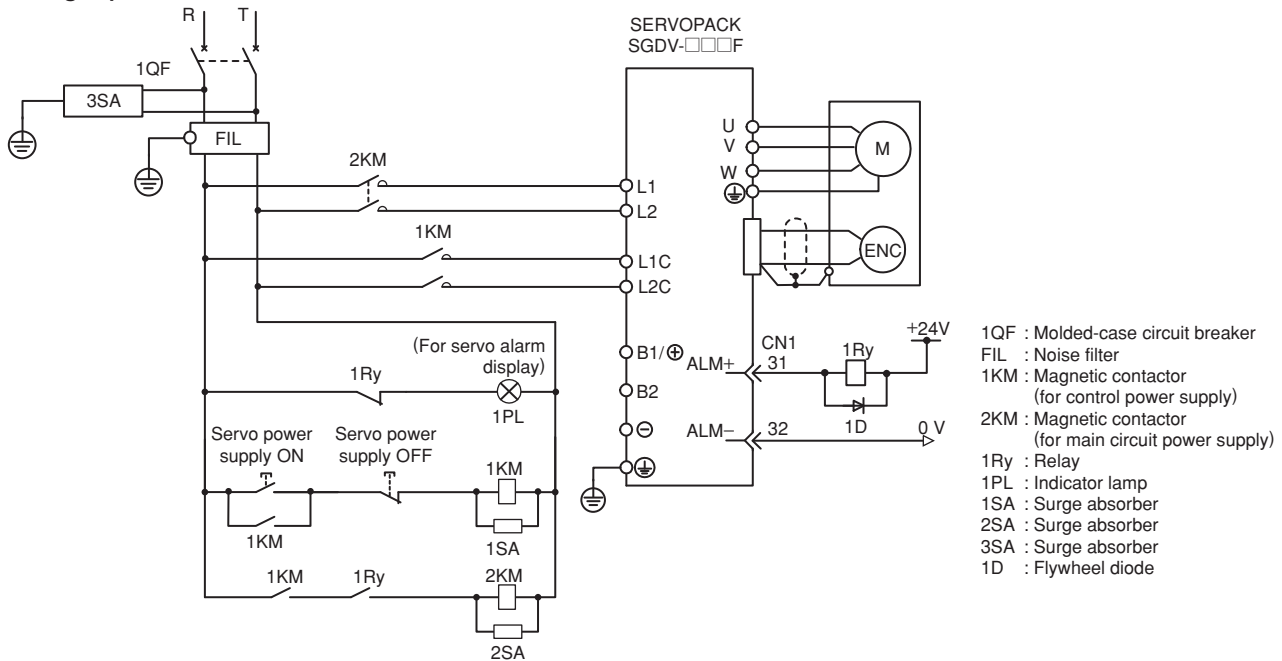 R
T
1QF
3SA
FIL
2KM
1KM
SERVOPACK
SGDV-□□□F
L1
L2
L1C
L2C
B1/⊕
B2
⊖
U
V
W
M
ENC
CN1
ALM+
31
1Ry
+24V
1D
ALM−
32
0 V
(For servo alarm
display)
1Ry
1PL
Servo power
supply ON
Servo power
supply OFF
1KM
1KM
1SA
1KM
1Ry
2KM
2SA
1QF : Molded-case circuit breaker
FIL : Noise filter
1KM : Magnetic contactor
(for control power supply)
2KM : Magnetic contactor
(for main circuit power supply)
1Ry : Relay
1PL : Indicator lamp
1SA : Surge absorber
2SA : Surge absorber
3SA : Surge absorber
1D : Flywheel diode